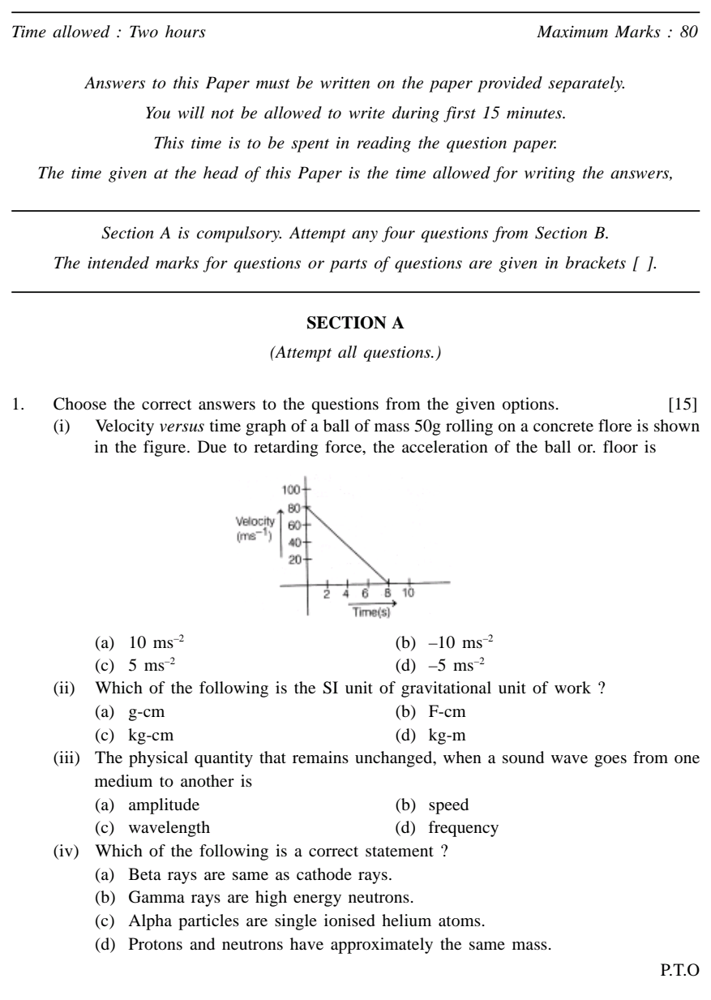 Time allowed : Two hours Maximum Marks : 80
Answers to this Paper must be written on the paper provided separately.
You will not be allowed to write during first 15 minutes.
This time is to be spent in reading the question paper.
The time given at the head of this Paper is the time allowed for writing the answers,
Section A is compulsory. Attempt any four questions from Section B.
The intended marks for questions or parts of questions are given in brackets [ ].
SECTION A
(Attempt all questions.)
1. Choose the correct answers to the questions from the given options. [15]
(i) Velocity versus time graph of a ball of mass 50g rolling on a concrete flore is shown
in the figure. Due to retarding force, the acceleration of the ball or. floor is
100
80
Velocity 60
(ms⁻¹) 40
20
2 4 6 8 10
Time(s)
(a) 10 ms⁻² (b) –10 ms⁻²
(c) 5 ms⁻² (d) –5 ms⁻²
(ii) Which of the following is the SI unit of gravitational unit of work ?
(a) g-cm (b) F-cm
(c) kg-cm (d) kg-m
(iii) The physical quantity that remains unchanged, when a sound wave goes from one
medium to another is
(a) amplitude (b) speed
(c) wavelength (d) frequency
(iv) Which of the following is a correct statement ?
(a) Beta rays are same as cathode rays.
(b) Gamma rays are high energy neutrons.
(c) Alpha particles are single ionised helium atoms.
(d) Protons and neutrons have approximately the same mass.
P.T.O